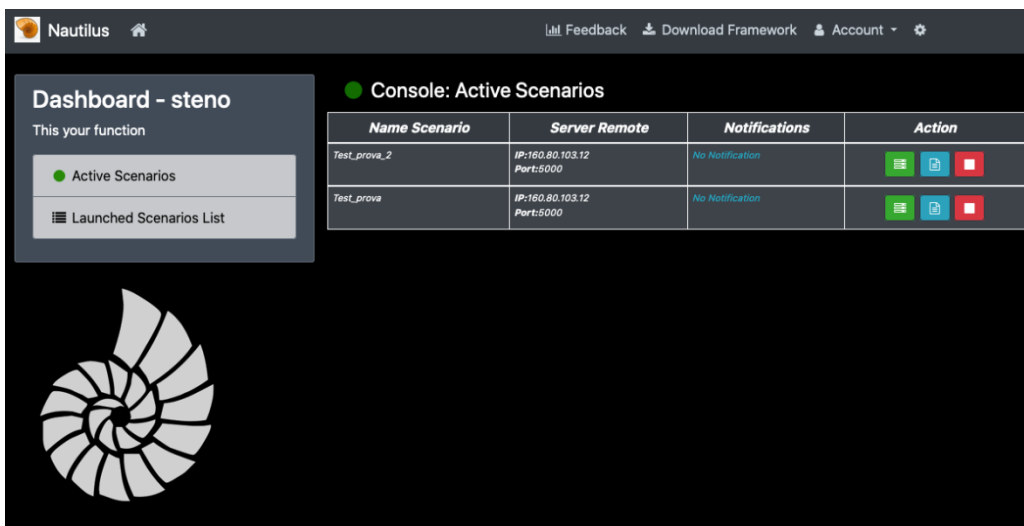 Nautilus
Feedback
Download Framework
Account
Dashboard - steno
This your function
Active Scenarios
Launched Scenarios List
Console: Active Scenarios
Name Scenario Server Remote Notifications Action
Test_prova_2 IP:160.80.103.12 No Notification
Port:5000
Test_prova IP:160.80.103.12 No Notification
Port:5000